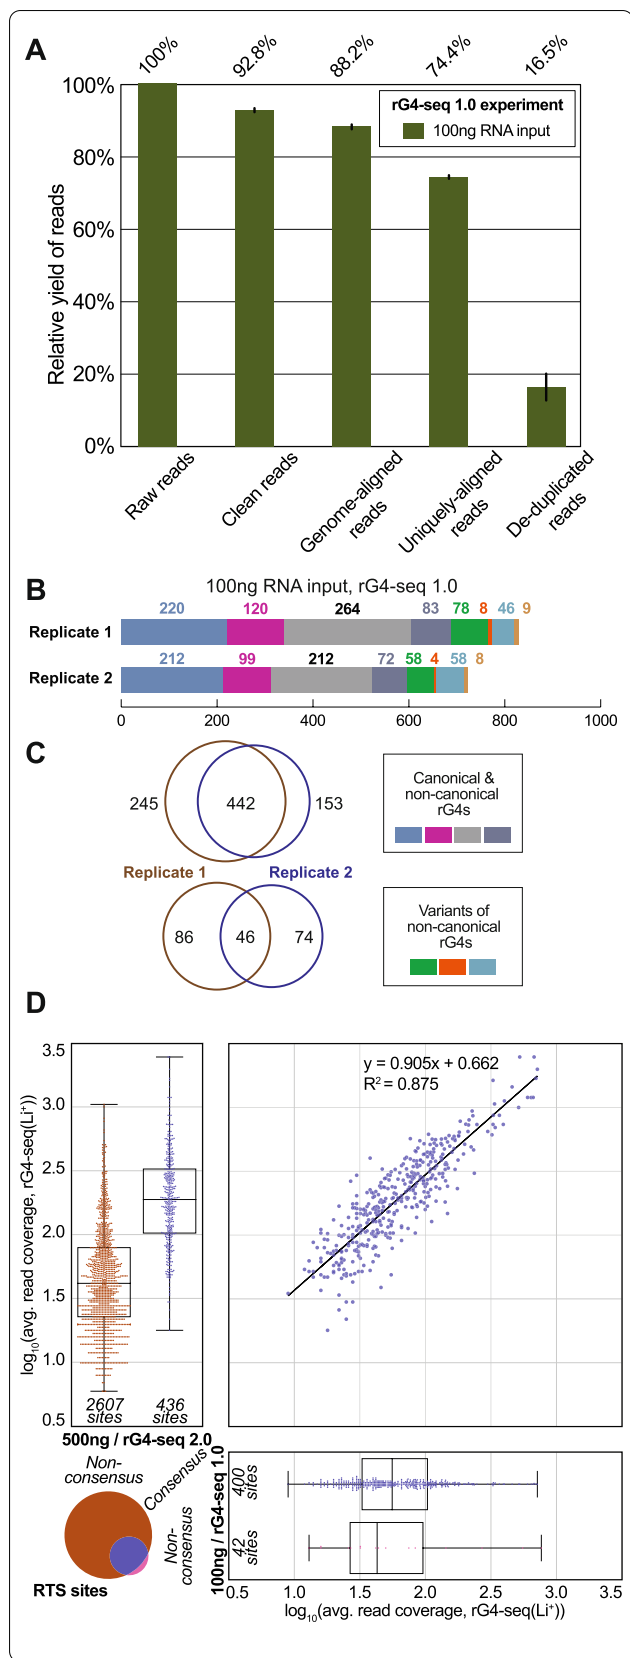 A
100% 92.8% 88.2% 74.4% 16.5%
rG4-seq 1.0 experiment
100ng RNA input
Relative yield of reads
100%
80%
60%
40%
20%
0%
Raw reads
Clean reads
Genome-aligned
reads
Uniquely-aligned
reads
De-duplicated
reads
B
100ng RNA input, rG4-seq 1.0
220 120 264 83 78 8 46 9
Replicate 1
212 99 212 72 58 4 58 8
Replicate 2
0 200 400 600 800 1000
C
245 442 153
Canonical &
non-canonical
rG4s
Replicate 1 Replicate 2
86 46 74
Variants of
non-canonical
rG4s
D
log10(avg. read coverage, rG4-seq(Li+))
3.5
3.0
2.5
2.0
1.5
1.0
0.5
2607
sites
436
sites
500ng / rG4-seq 2.0
y = 0.905x + 0.662
R² = 0.875
Non-
consensus
Consensus
Non-
consensus
RTS sites
100ng / rG4-seq 1.0
400
sites
42
sites
0.5 1.0 1.5 2.0 2.5 3.0 3.5
log10(avg. read coverage, rG4-seq(Li+))